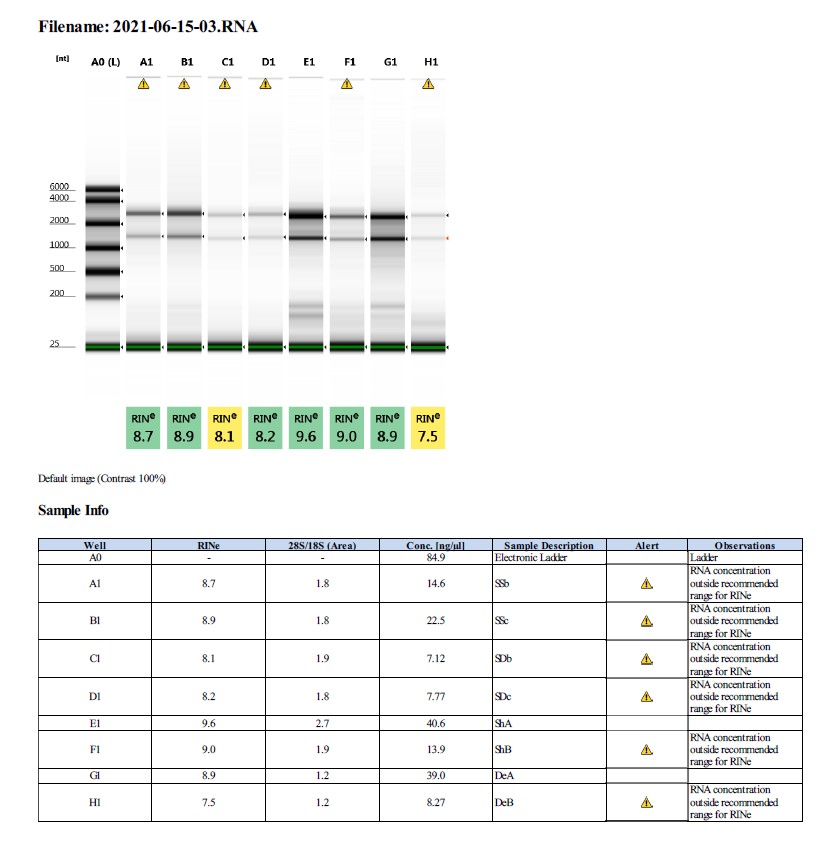 Filename: 2021-06-15-03.RNA
[nt] A0 (L) A1 B1 C1 D1 E1 F1 G1 H1
6000
4000
2000
1000
500
200
25
RINe RINe RINe RINe RINe RINe RINe RINe
8.7 8.9 8.1 8.2 9.6 9.0 8.9 7.5
Default image (Contrast 100%)
Sample Info
Well RINe 28S/18S (Area) Conc. [ng/µl] Sample Description Alert Observations
A0 - - 84.9 Electronic Ladder Ladder
A1 8.7 1.8 14.6 SSb RNA concentration
outside recommended
range for RINe
B1 8.9 1.8 22.5 SSc RNA concentration
outside recommended
range for RINe
C1 8.1 1.9 7.12 SDb RNA concentration
outside recommended
range for RINe
D1 8.2 1.8 7.77 SDc RNA concentration
outside recommended
range for RINe
E1 9.6 2.7 40.6 ShA
F1 9.0 1.9 13.9 ShB RNA concentration
outside recommended
range for RINe
G1 8.9 1.2 39.0 DeA
H1 7.5 1.2 8.27 DeB RNA concentration
outside recommended
range for RINe